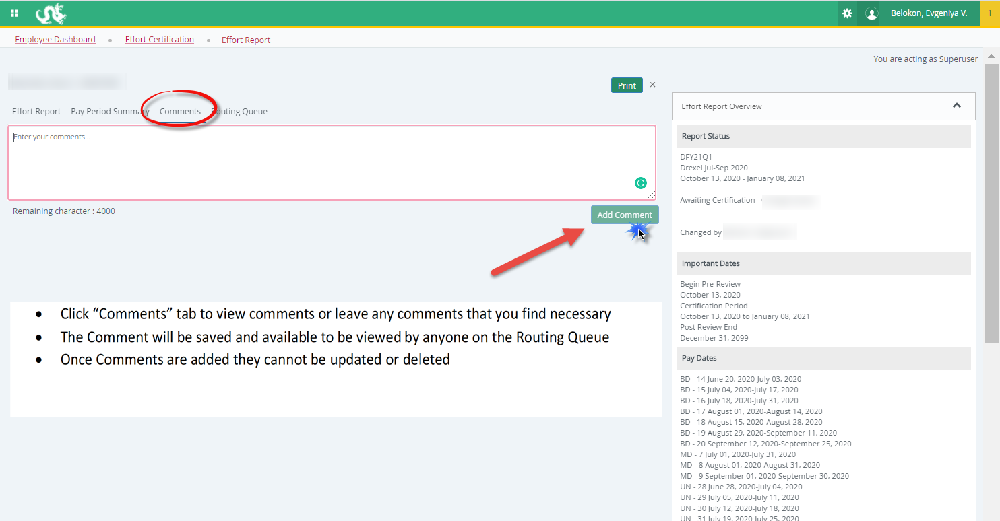 Belokon, Evgeniya V.
1
Employee Dashboard • Effort Certification • Effort Report
You are acting as Superuser
Print ×
Effort Report Pay Period Summary Comments Routing Queue
Enter your comments...
Remaining character : 4000
Add Comment
• Click “Comments” tab to view comments or leave any comments that you find necessary
• The Comment will be saved and available to be viewed by anyone on the Routing Queue
• Once Comments are added they cannot be updated or deleted
Effort Report Overview
Report Status
DFY21Q1
Drexel Jul-Sep 2020
October 13, 2020 - January 08, 2021
Awaiting Certification -
Changed by
Important Dates
Begin Pre-Review
October 13, 2020
Certification Period
October 13, 2020 to January 08, 2021
Post Review End
December 31, 2099
Pay Dates
BD - 14 June 20, 2020-July 03, 2020
BD - 15 July 04, 2020-July 17, 2020
BD - 16 July 18, 2020-July 31, 2020
BD - 17 August 01, 2020-August 14, 2020
BD - 18 August 15, 2020-August 28, 2020
BD - 19 August 29, 2020-September 11, 2020
BD - 20 September 12, 2020-September 25, 2020
MD - 7 July 01, 2020-July 31, 2020
MD - 8 August 01, 2020-August 31, 2020
MD - 9 September 01, 2020-September 30, 2020
UN - 28 June 28, 2020-July 04, 2020
UN - 29 July 05, 2020-July 11, 2020
UN - 30 July 12, 2020-July 18, 2020
UN - 31 July 19, 2020-July 25, 2020